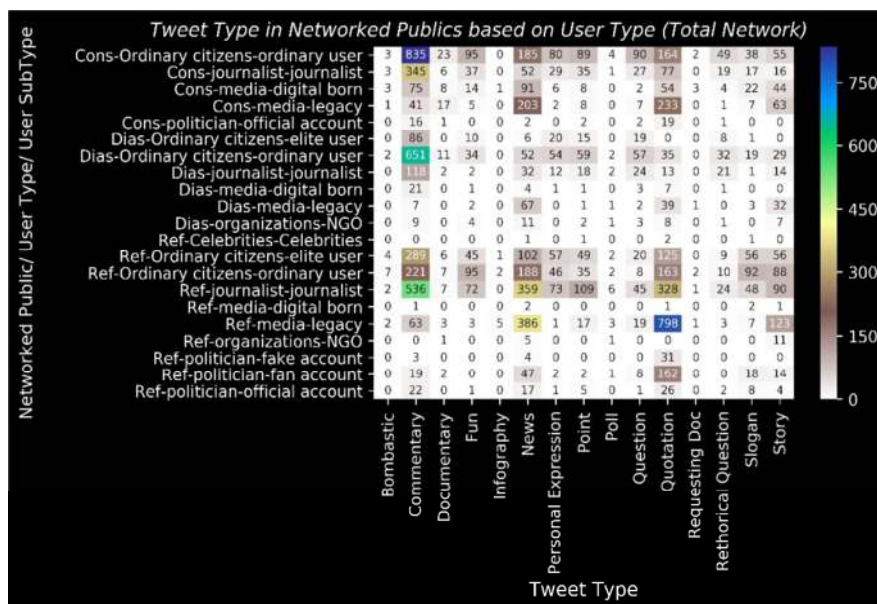 Tweet Type in Networked Publics based on User Type (Total Network)
Networked Public/ User Type/ User SubType
Cons-Ordinary citizens-ordinary user 3 835 23 95 0 185 80 89 4 90 164 2 49 38 55
Cons-journalist-journalist 3 345 6 37 0 52 29 35 1 27 77 0 19 17 16
Cons-media-digital born 3 75 8 14 1 91 6 8 0 2 54 3 4 22 44
Cons-media-legacy 1 41 17 5 0 203 2 8 0 7 233 0 1 7 63
Cons-politician-official account 0 16 1 0 0 2 0 2 0 2 19 0 1 0 0
Dias-Ordinary citizens-elite user 0 86 0 10 0 6 20 15 0 19 0 0 8 1 0
Dias-Ordinary citizens-ordinary user 2 651 11 34 0 52 54 59 2 57 35 0 32 19 29
Dias-journalist-journalist 0 118 2 2 0 32 12 18 2 24 13 0 21 1 14
Dias-media-digital born 0 21 0 1 0 4 1 1 0 3 7 0 1 0 0
Dias-media-legacy 0 7 0 2 0 67 0 2 0 2 39 1 0 3 32
Dias-organizations-NGO 0 9 0 4 0 11 0 2 1 3 8 0 1 0 7
Ref-Celebrities-Celebrities 0 0 0 0 0 1 0 1 0 0 2 0 0 1 0
Ref-Ordinary citizens-elite user 4 289 6 45 1 102 57 49 2 20 125 0 9 56 56
Ref-Ordinary citizens-ordinary user 7 221 7 95 0 188 46 35 2 8 163 2 10 92 88
Ref-journalist-journalist 2 536 7 72 0 359 73 109 6 45 328 1 24 48 90
Ref-media-digital born 0 1 0 0 0 2 0 0 0 0 1 0 0 2 1
Ref-media-legacy 2 63 3 3 5 386 1 17 3 19 798 1 3 7 123
Ref-organizations-NGO 0 0 1 0 0 5 0 1 0 0 0 0 0 0 11
Ref-politician-fake account 0 3 0 0 0 4 0 0 0 0 31 0 0 0 0
Ref-politician-fan account 0 19 2 0 0 47 2 2 1 8 162 0 0 18 14
Ref-politician-official account 0 22 0 1 0 17 1 5 0 1 26 0 2 8 4
Bombastic
Commentary
Documentary
Fun
Infography
News
Personal Expression
Point
Poll
Question
Quotation
Requesting Doc
Rethorical Question
Slogan
Story
Tweet Type
750
600
450
300
150
0